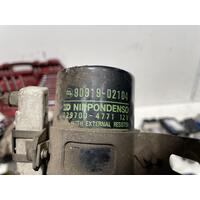 90919-02104
NIPPONDENSO
029700-4771 12V
WITH EXTERNAL RESISTOR